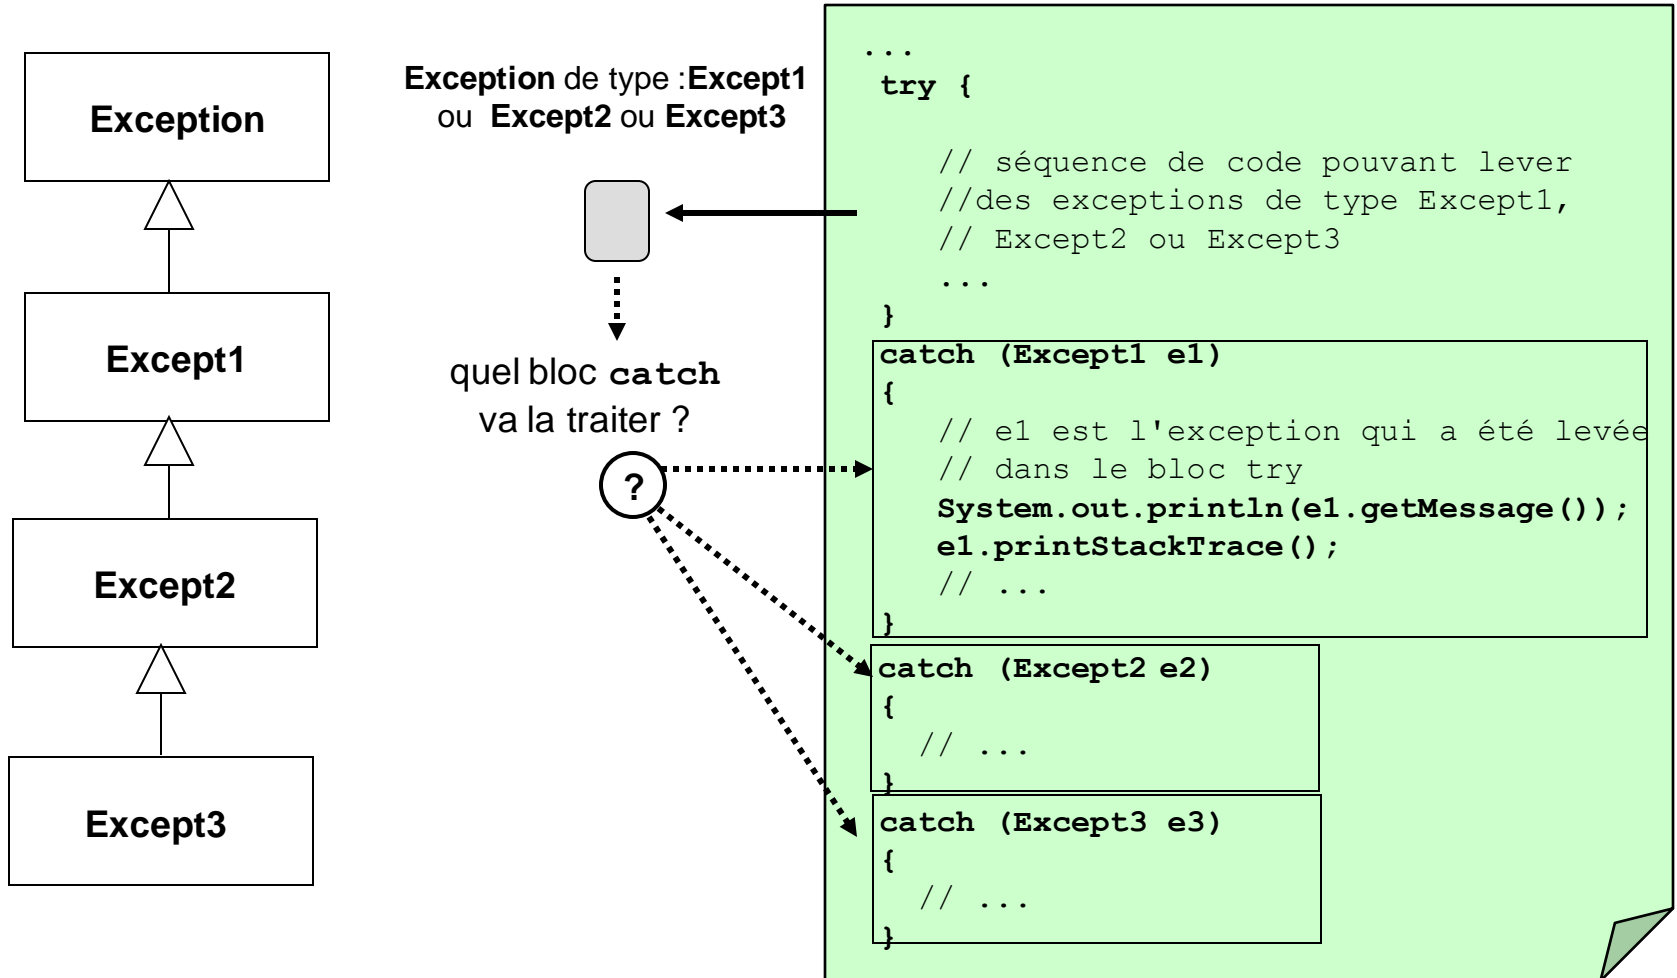 Exception
Except1
Except2
Except3
Exception de type :Except1
ou Except2 ou Except3
quel bloc catch
va la traiter ?
?
...
try {
// séquence de code pouvant lever
//des exceptions de type Except1,
// Except2 ou Except3
...
}
catch (Except1 e1)
{
// e1 est l'exception qui a été levée
// dans le bloc try
System.out.println(e1.getMessage());
e1.printStackTrace();
// ...
}
catch (Except2 e2)
{
// ...
}
catch (Except3 e3)
{
// ...
}